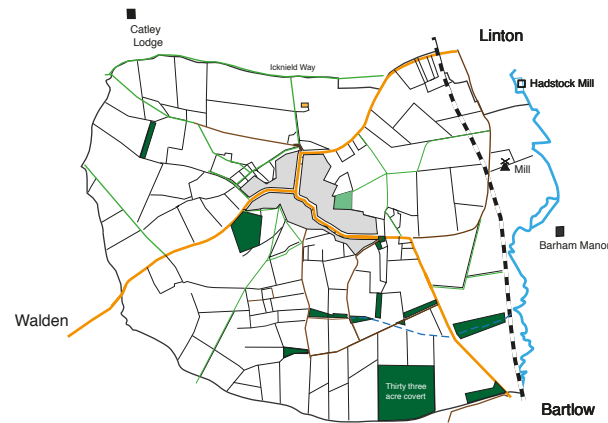 Catley
Lodge
Linton
Icknield Way
Hadstock Mill
Mill
Barham Manor
Walden
Thirty three
acre covert
Bartlow